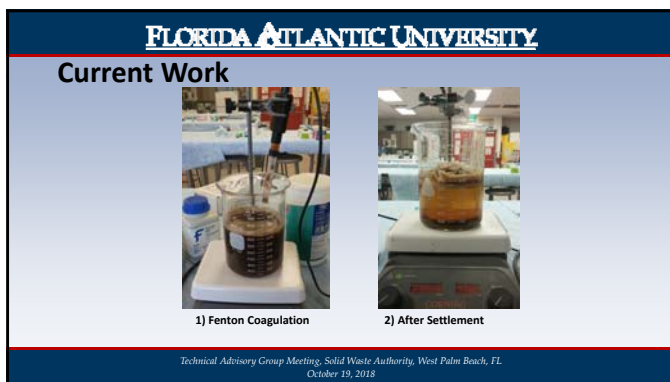 FLORIDA ATLANTIC UNIVERSITY
Current Work
1) Fenton Coagulation
2) After Settlement
Technical Advisory Group Meeting, Solid Waste Authority, West Palm Beach, FL
October 19, 2018